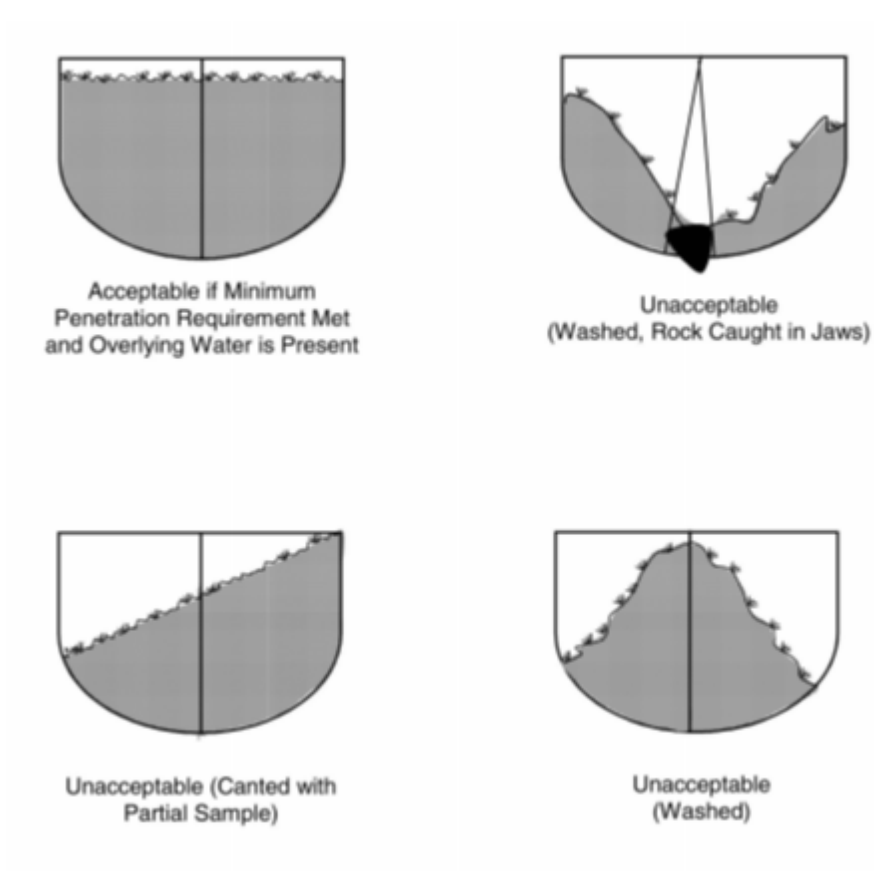 Acceptable if Minimum
Penetration Requirement Met
and Overlying Water is Present
Unacceptable
(Washed, Rock Caught in Jaws)
Unacceptable (Canted with
Partial Sample)
Unacceptable
(Washed)